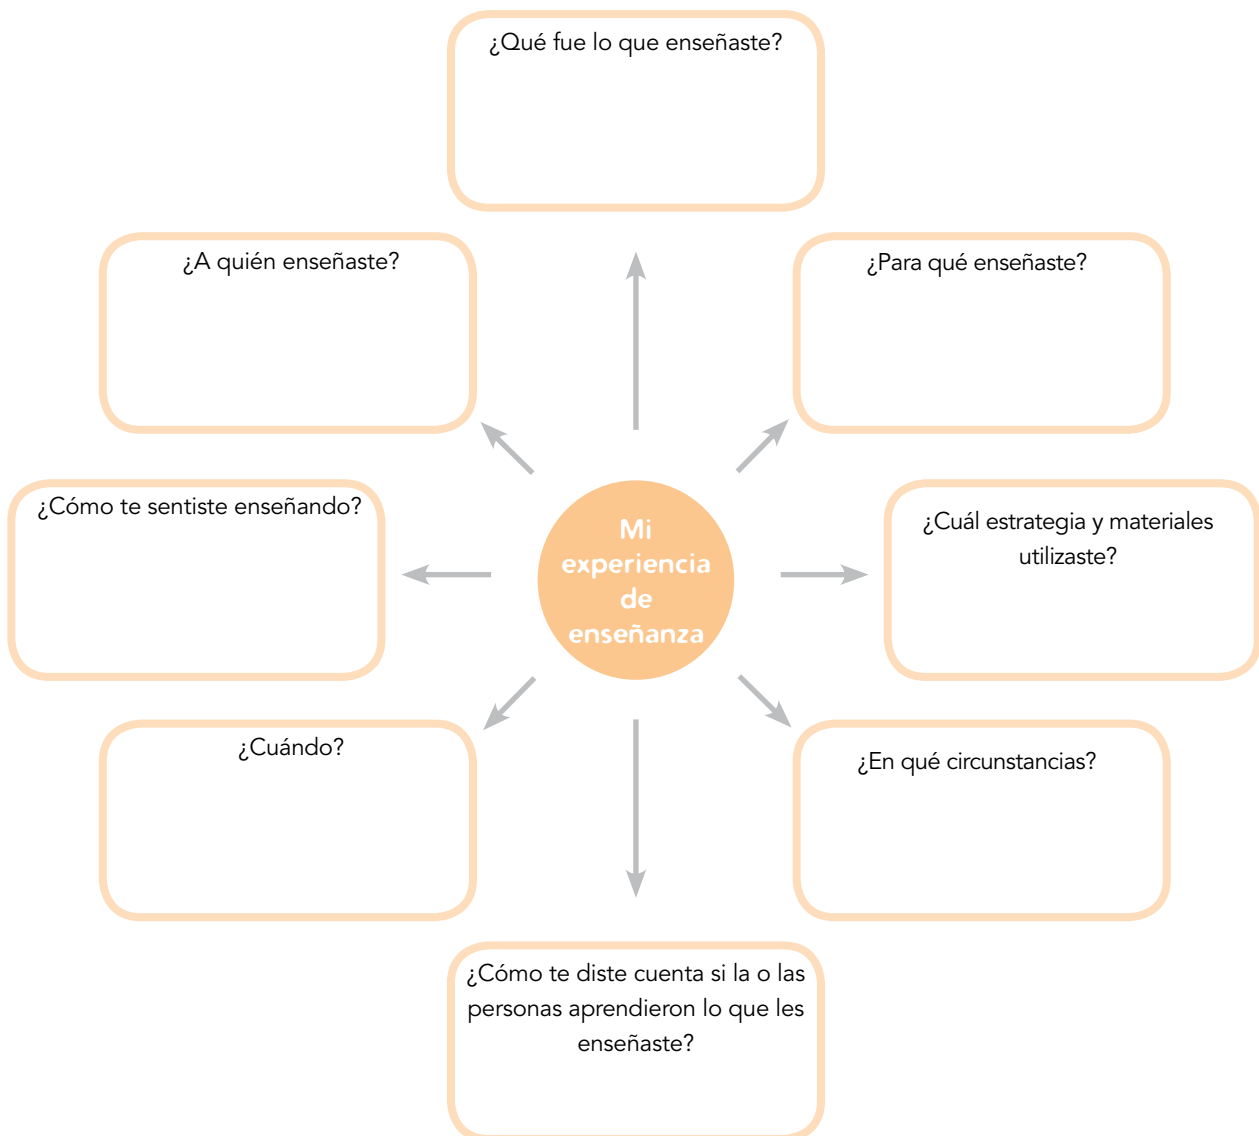 ¿Qué fue lo que enseñaste?
¿A quién enseñaste?
¿Para qué enseñaste?
¿Cómo te sentiste enseñando?
¿Cuál estrategia y materiales
utilizaste?
Mi
experiencia
de
enseñanza
¿Cuándo?
¿En qué circunstancias?
¿Cómo te diste cuenta si la o las
personas aprendieron lo que les
enseñaste?